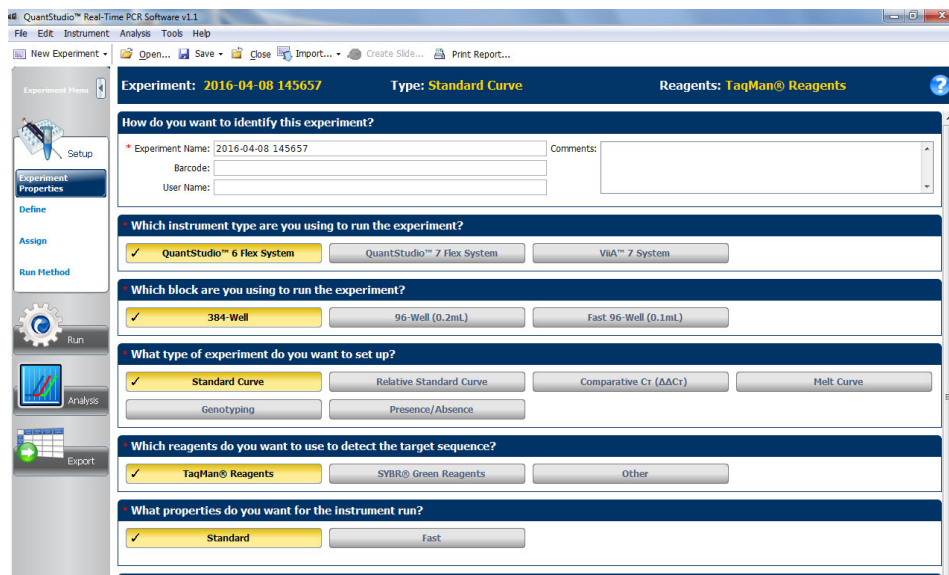 QuantStudio™ Real-Time PCR Software v1.1
File Edit Instrument Analysis Tools Help
New Experiment Open... Save Close Import... Create Slide... Print Report...
Experiment Menu
Experiment: 2016-04-08 145657 Type: Standard Curve Reagents: TaqMan® Reagents ?
Setup
Experiment Properties
Define
Assign
Run Method
Run
Analysis
Export
How do you want to identify this experiment?
* Experiment Name: 2016-04-08 145657 Comments:
Barcode:
User Name:
* Which instrument type are you using to run the experiment?
✓ QuantStudio™ 6 Flex System QuantStudio™ 7 Flex System ViiA™ 7 System
* Which block are you using to run the experiment?
✓ 384-Well 96-Well (0.2mL) Fast 96-Well (0.1mL)
* What type of experiment do you want to set up?
✓ Standard Curve Relative Standard Curve Comparative Cᴛ (ΔΔCᴛ) Melt Curve
Genotyping Presence/Absence
* Which reagents do you want to use to detect the target sequence?
✓ TaqMan® Reagents SYBR® Green Reagents Other
* What properties do you want for the instrument run?
✓ Standard Fast